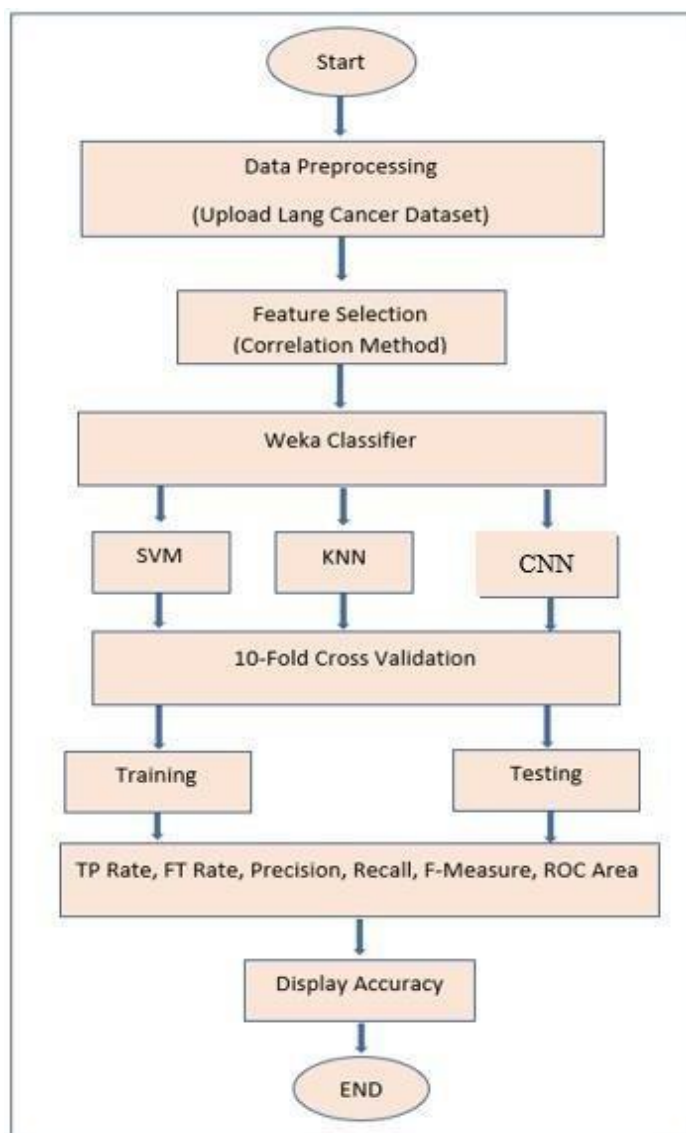 Start
Data Preprocessing
(Upload Lang Cancer Dataset)
Feature Selection
(Correlation Method)
Weka Classifier
SVM
KNN
CNN
10-Fold Cross Validation
Training
Testing
TP Rate, FT Rate, Precision, Recall, F-Measure, ROC Area
Display Accuracy
END